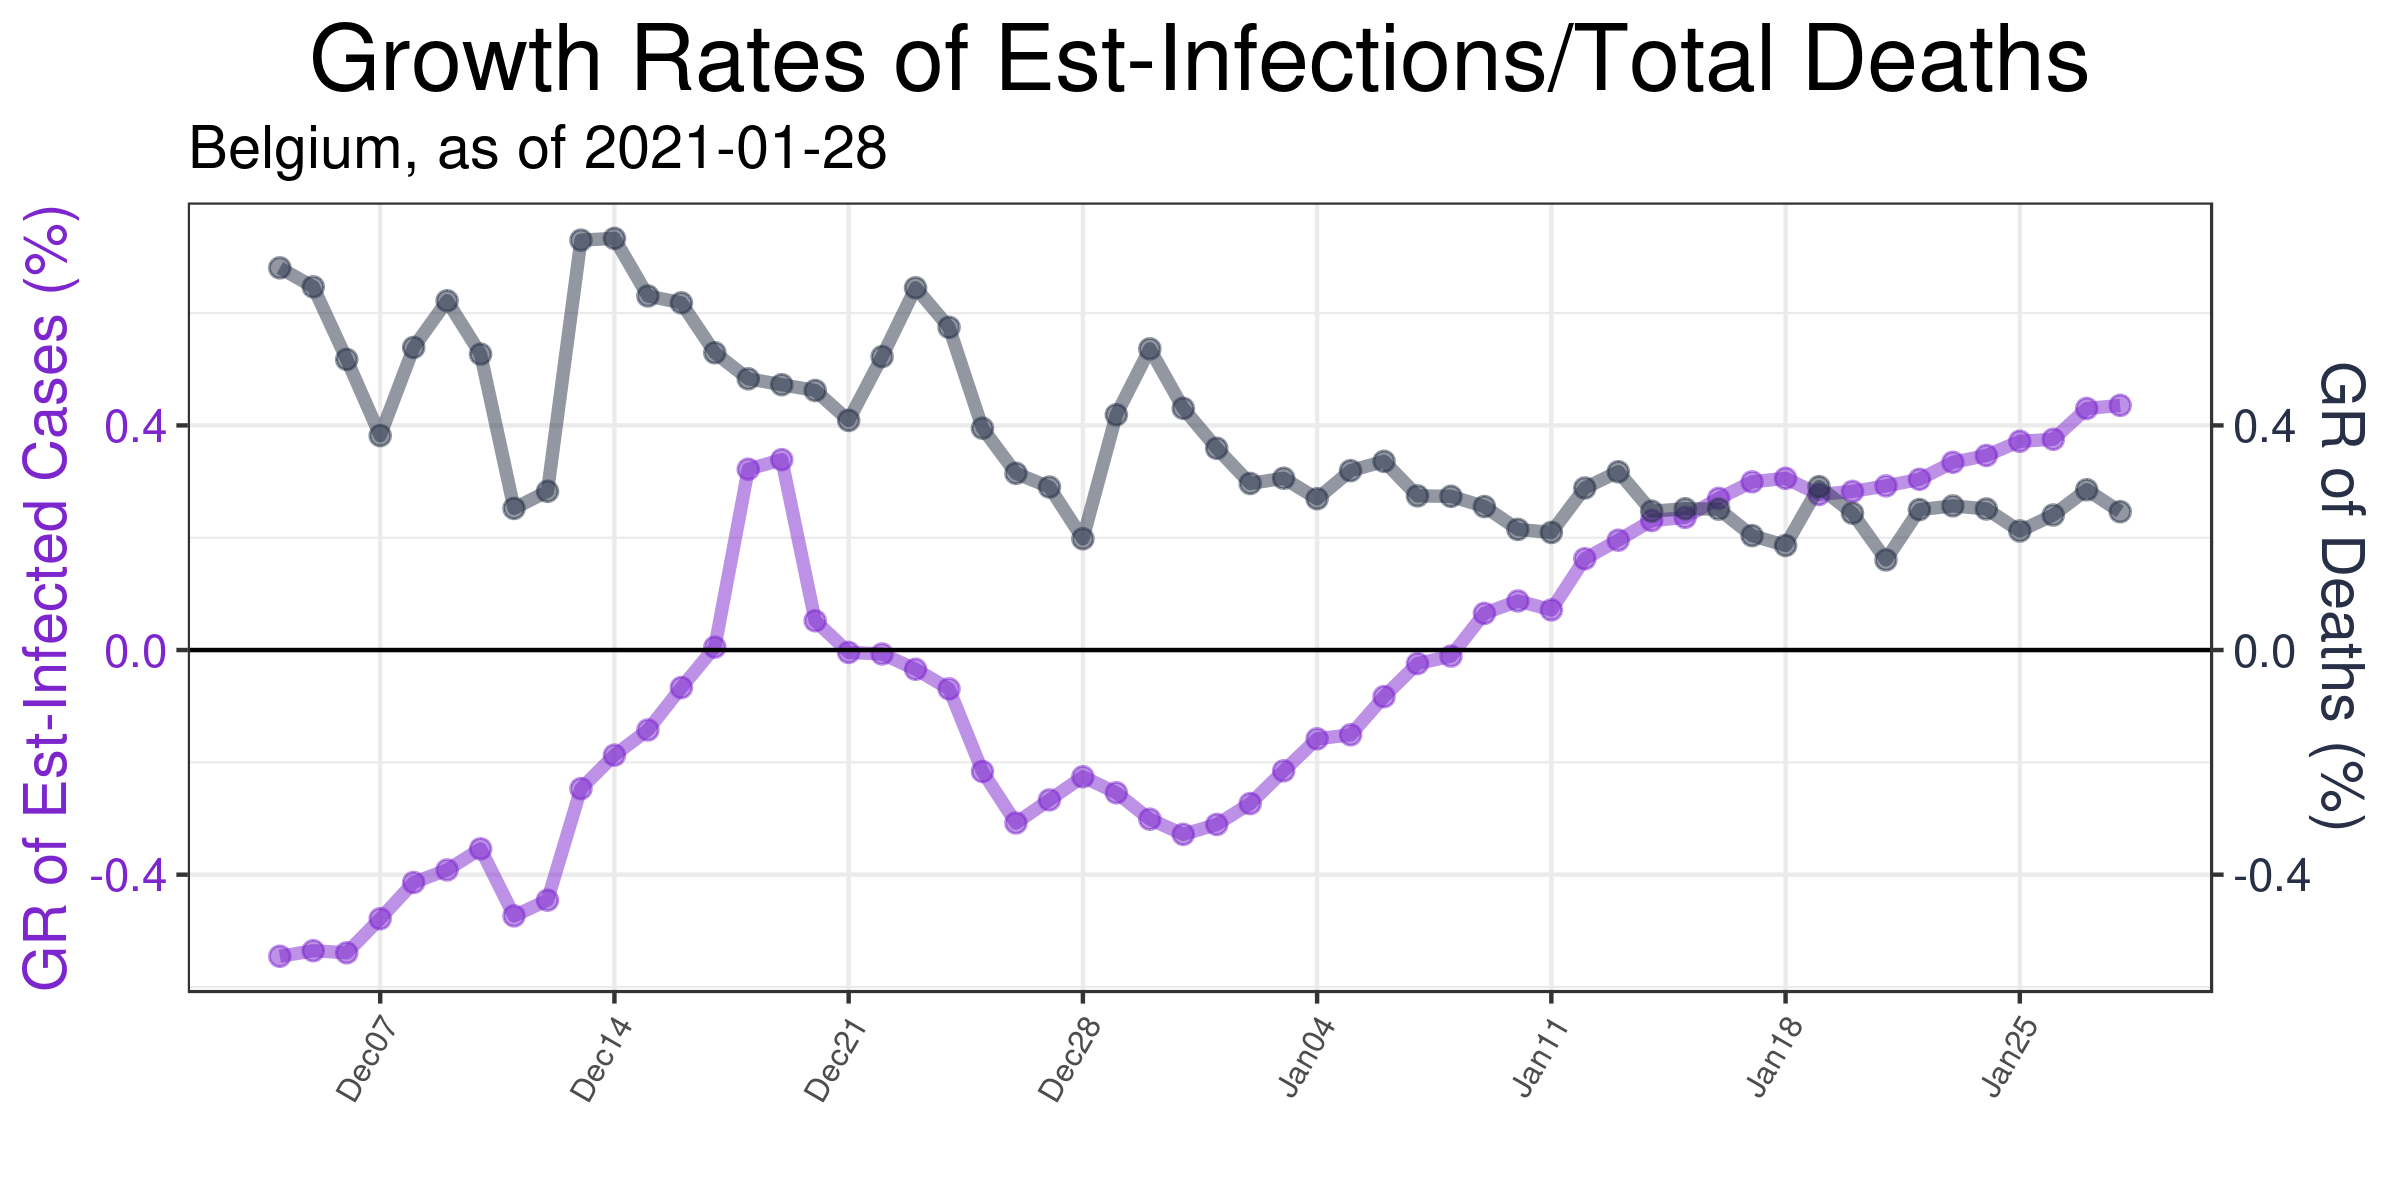 Growth Rates of Est-Infections/Total Deaths
Belgium, as of 2021-01-28
GR of Est-Infected Cases (%)
0.4
0.0
-0.4
0.4
0.0
-0.4
GR of Deaths (%)
Dec07
Dec14
Dec21
Dec28
Jan04
Jan11
Jan18
Jan25